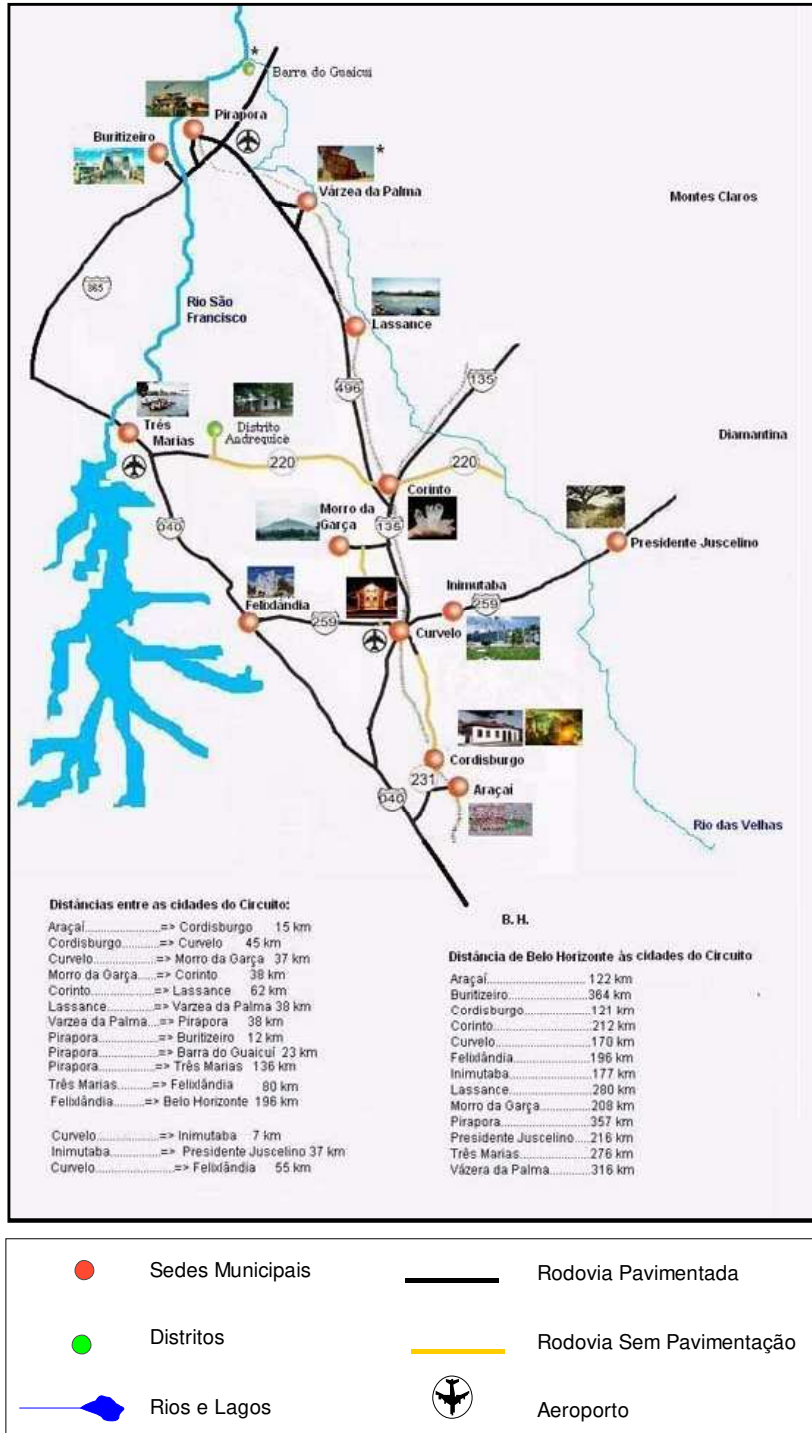 *
Barra do Guaicui
Pirapora
Buritizeiro
*
Várzea da Palma
Montes Claros
365
Rio São
Francisco
Lassance
496
135
Três
Marias
Distrito
Andrequicé
Diamantina
220
220
Corinto
040
Morro da
Garça
135
Presidente Juscelino
Inimutaba
Felixlândia
259
259
Curvelo
Cordisburgo
231
Araçaí
040
Rio das Velhas
Distâncias entre as cidades do Circuito:
Araçaí.......................=> Cordisburgo 15 km
Cordisburgo..........=> Curvelo 45 km
Curvelo..................=> Morro da Garça 37 km
Morro da Garça.....=> Corinto 38 km
Corinto...................=> Lassance 62 km
Lassance................=> Varzea da Palma 38 km
Varzea da Palma....=> Pirapora 38 km
Pirapora.................=> Buritizeiro 12 km
Pirapora.................=> Barra do Guaicuí 23 km
Pirapora.................=> Três Marias 136 km
Três Marias............=> Felixlândia 80 km
Felixlândia.............=> Belo Horizonte 196 km
Curvelo....................=> Inimutaba 7 km
Inimutaba.................=> Presidente Juscelino 37 km
Curvelo.....................=> Felixlândia 55 km
B. H.
Distância de Belo Horizonte às cidades do Circuito
Araçaí............................ 122 km
Buritizeiro......................364 km
Cordisburgo...................121 km
Corinto...........................212 km
Curvelo..........................170 km
Felixlândia.....................196 km
Inimutaba.......................177 km
Lassance.......................280 km
Morro da Garça..............208 km
Pirapora.........................357 km
Presidente Juscelino......216 km
Três Marias....................276 km
Vázera da Palma............316 km
Sedes Municipais
Rodovia Pavimentada
Distritos
Rodovia Sem Pavimentação
Rios e Lagos
Aeroporto